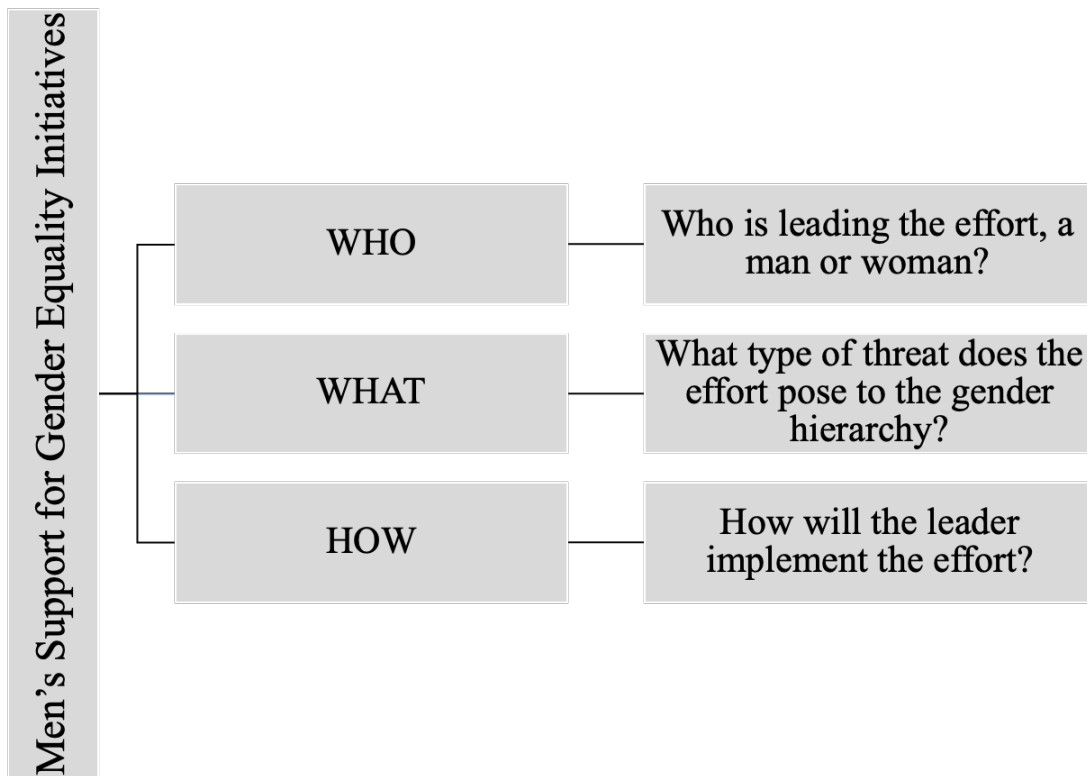 Men’s Support for Gender Equality Initiatives
WHO
Who is leading the effort, a
man or woman?
WHAT
What type of threat does the
effort pose to the gender
hierarchy?
HOW
How will the leader
implement the effort?